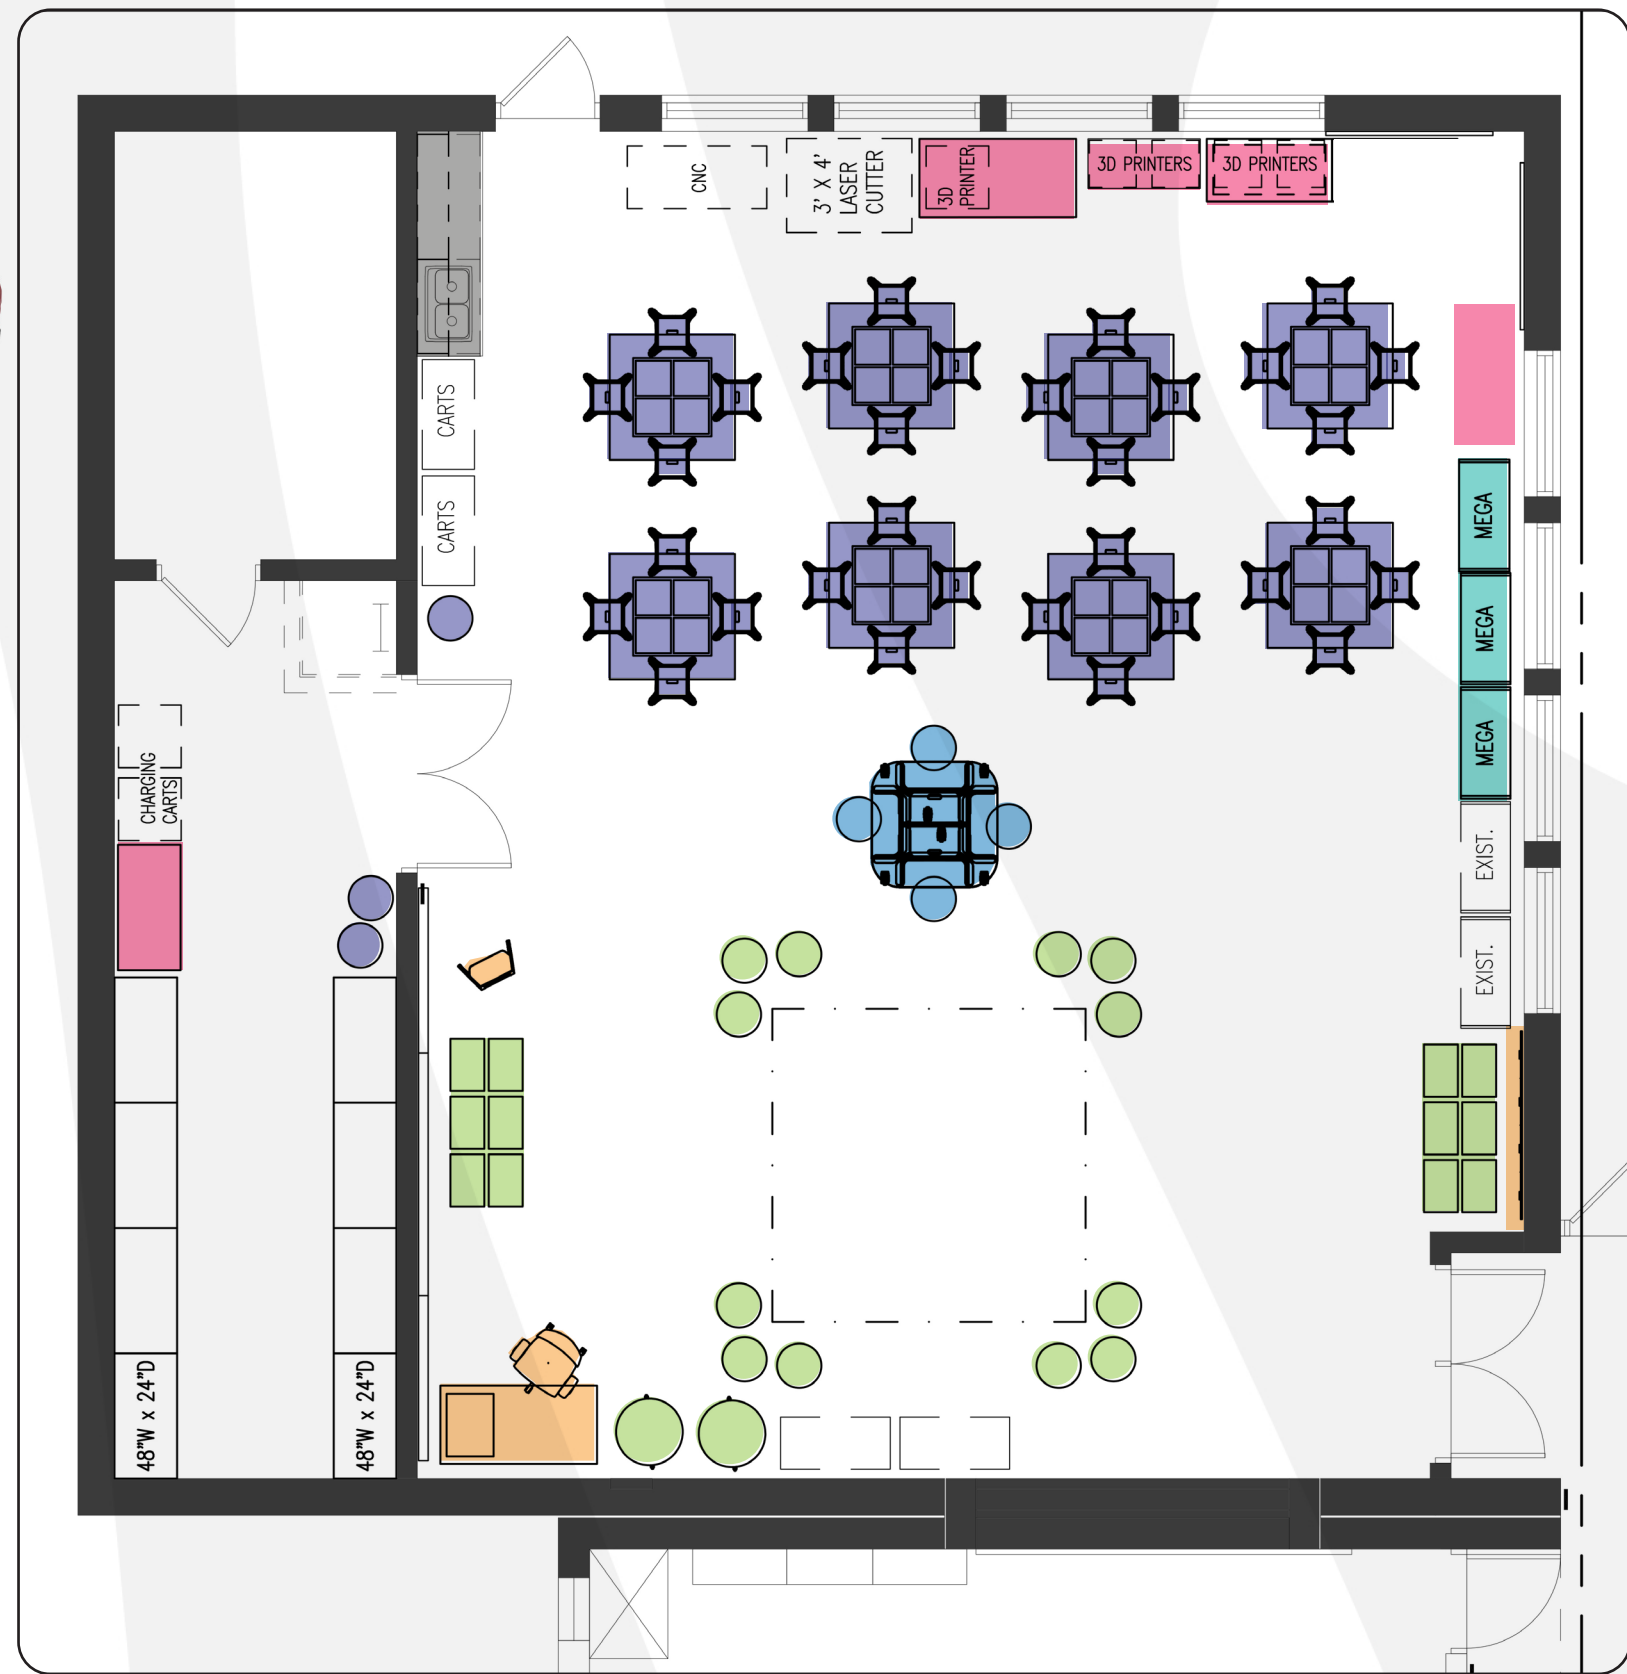 CNC
3' X 4'
LASER
CUTTER
3D
PRINTER
3D PRINTERS
3D PRINTERS
CARTS
CARTS
MEGA
MEGA
MEGA
CHARGING
CARTS
EXIST.
EXIST.
48"W x 24"D
48"W x 24"D